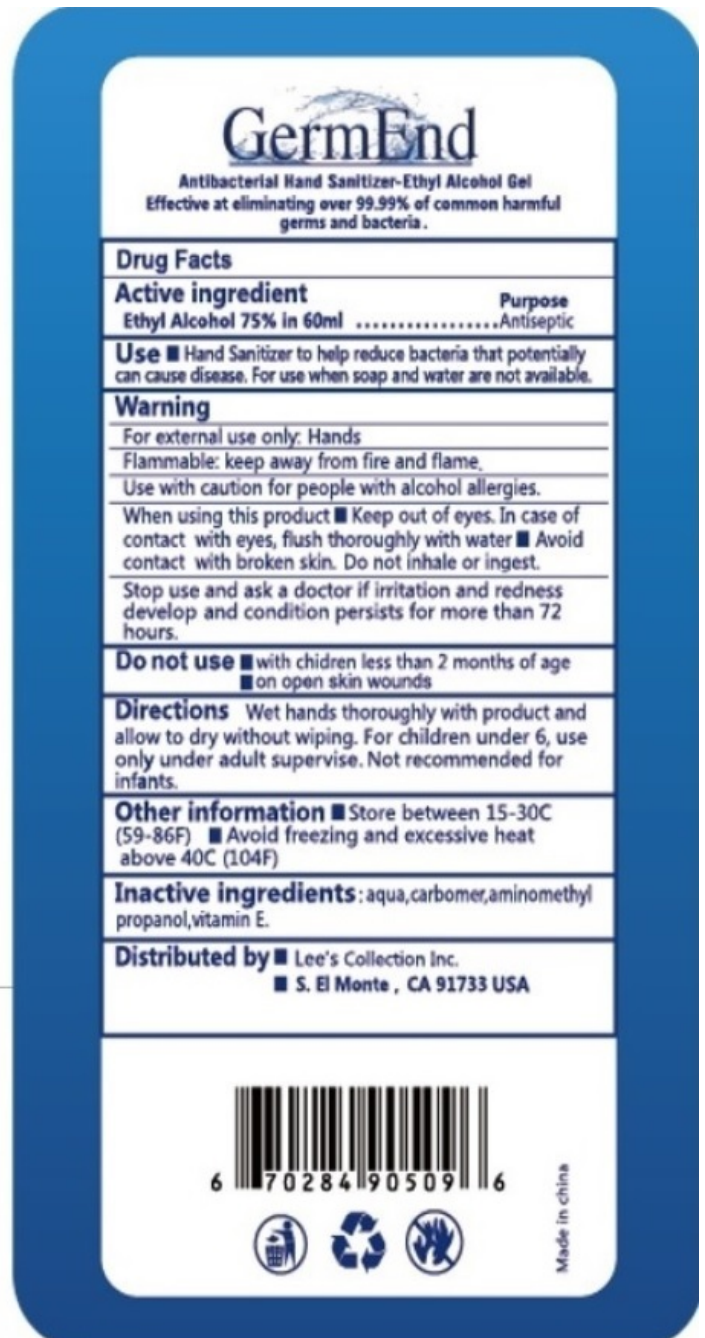 GermEnd
Antibacterial Hand Sanitizer-Ethyl Alcohol Gel
Effective at eliminating over 99.99% of common harmful
germs and bacteria.
Drug Facts
Active ingredient Purpose
Ethyl Alcohol 75% in 60ml ..................Antiseptic
Use ■ Hand Sanitizer to help reduce bacteria that potentially
can cause disease. For use when soap and water are not available.
Warning
For external use only: Hands
Flammable: keep away from fire and flame.
Use with caution for people with alcohol allergies.
When using this product ■ Keep out of eyes. In case of
contact with eyes, flush thoroughly with water ■ Avoid
contact with broken skin. Do not inhale or ingest.
Stop use and ask a doctor if irritation and redness
develop and condition persists for more than 72
hours.
Do not use ■ with chidren less than 2 months of age
■ on open skin wounds
Directions Wet hands thoroughly with product and
allow to dry without wiping. For children under 6, use
only under adult supervise. Not recommended for
infants.
Other information ■ Store between 15-30C
(59-86F) ■ Avoid freezing and excessive heat
above 40C (104F)
Inactive ingredients: aqua,carbomer,aminomethyl
propanol,vitamin E.
Distributed by ■ Lee's Collection Inc.
■ S. El Monte , CA 91733 USA
6 70284 90509 6
Made in china